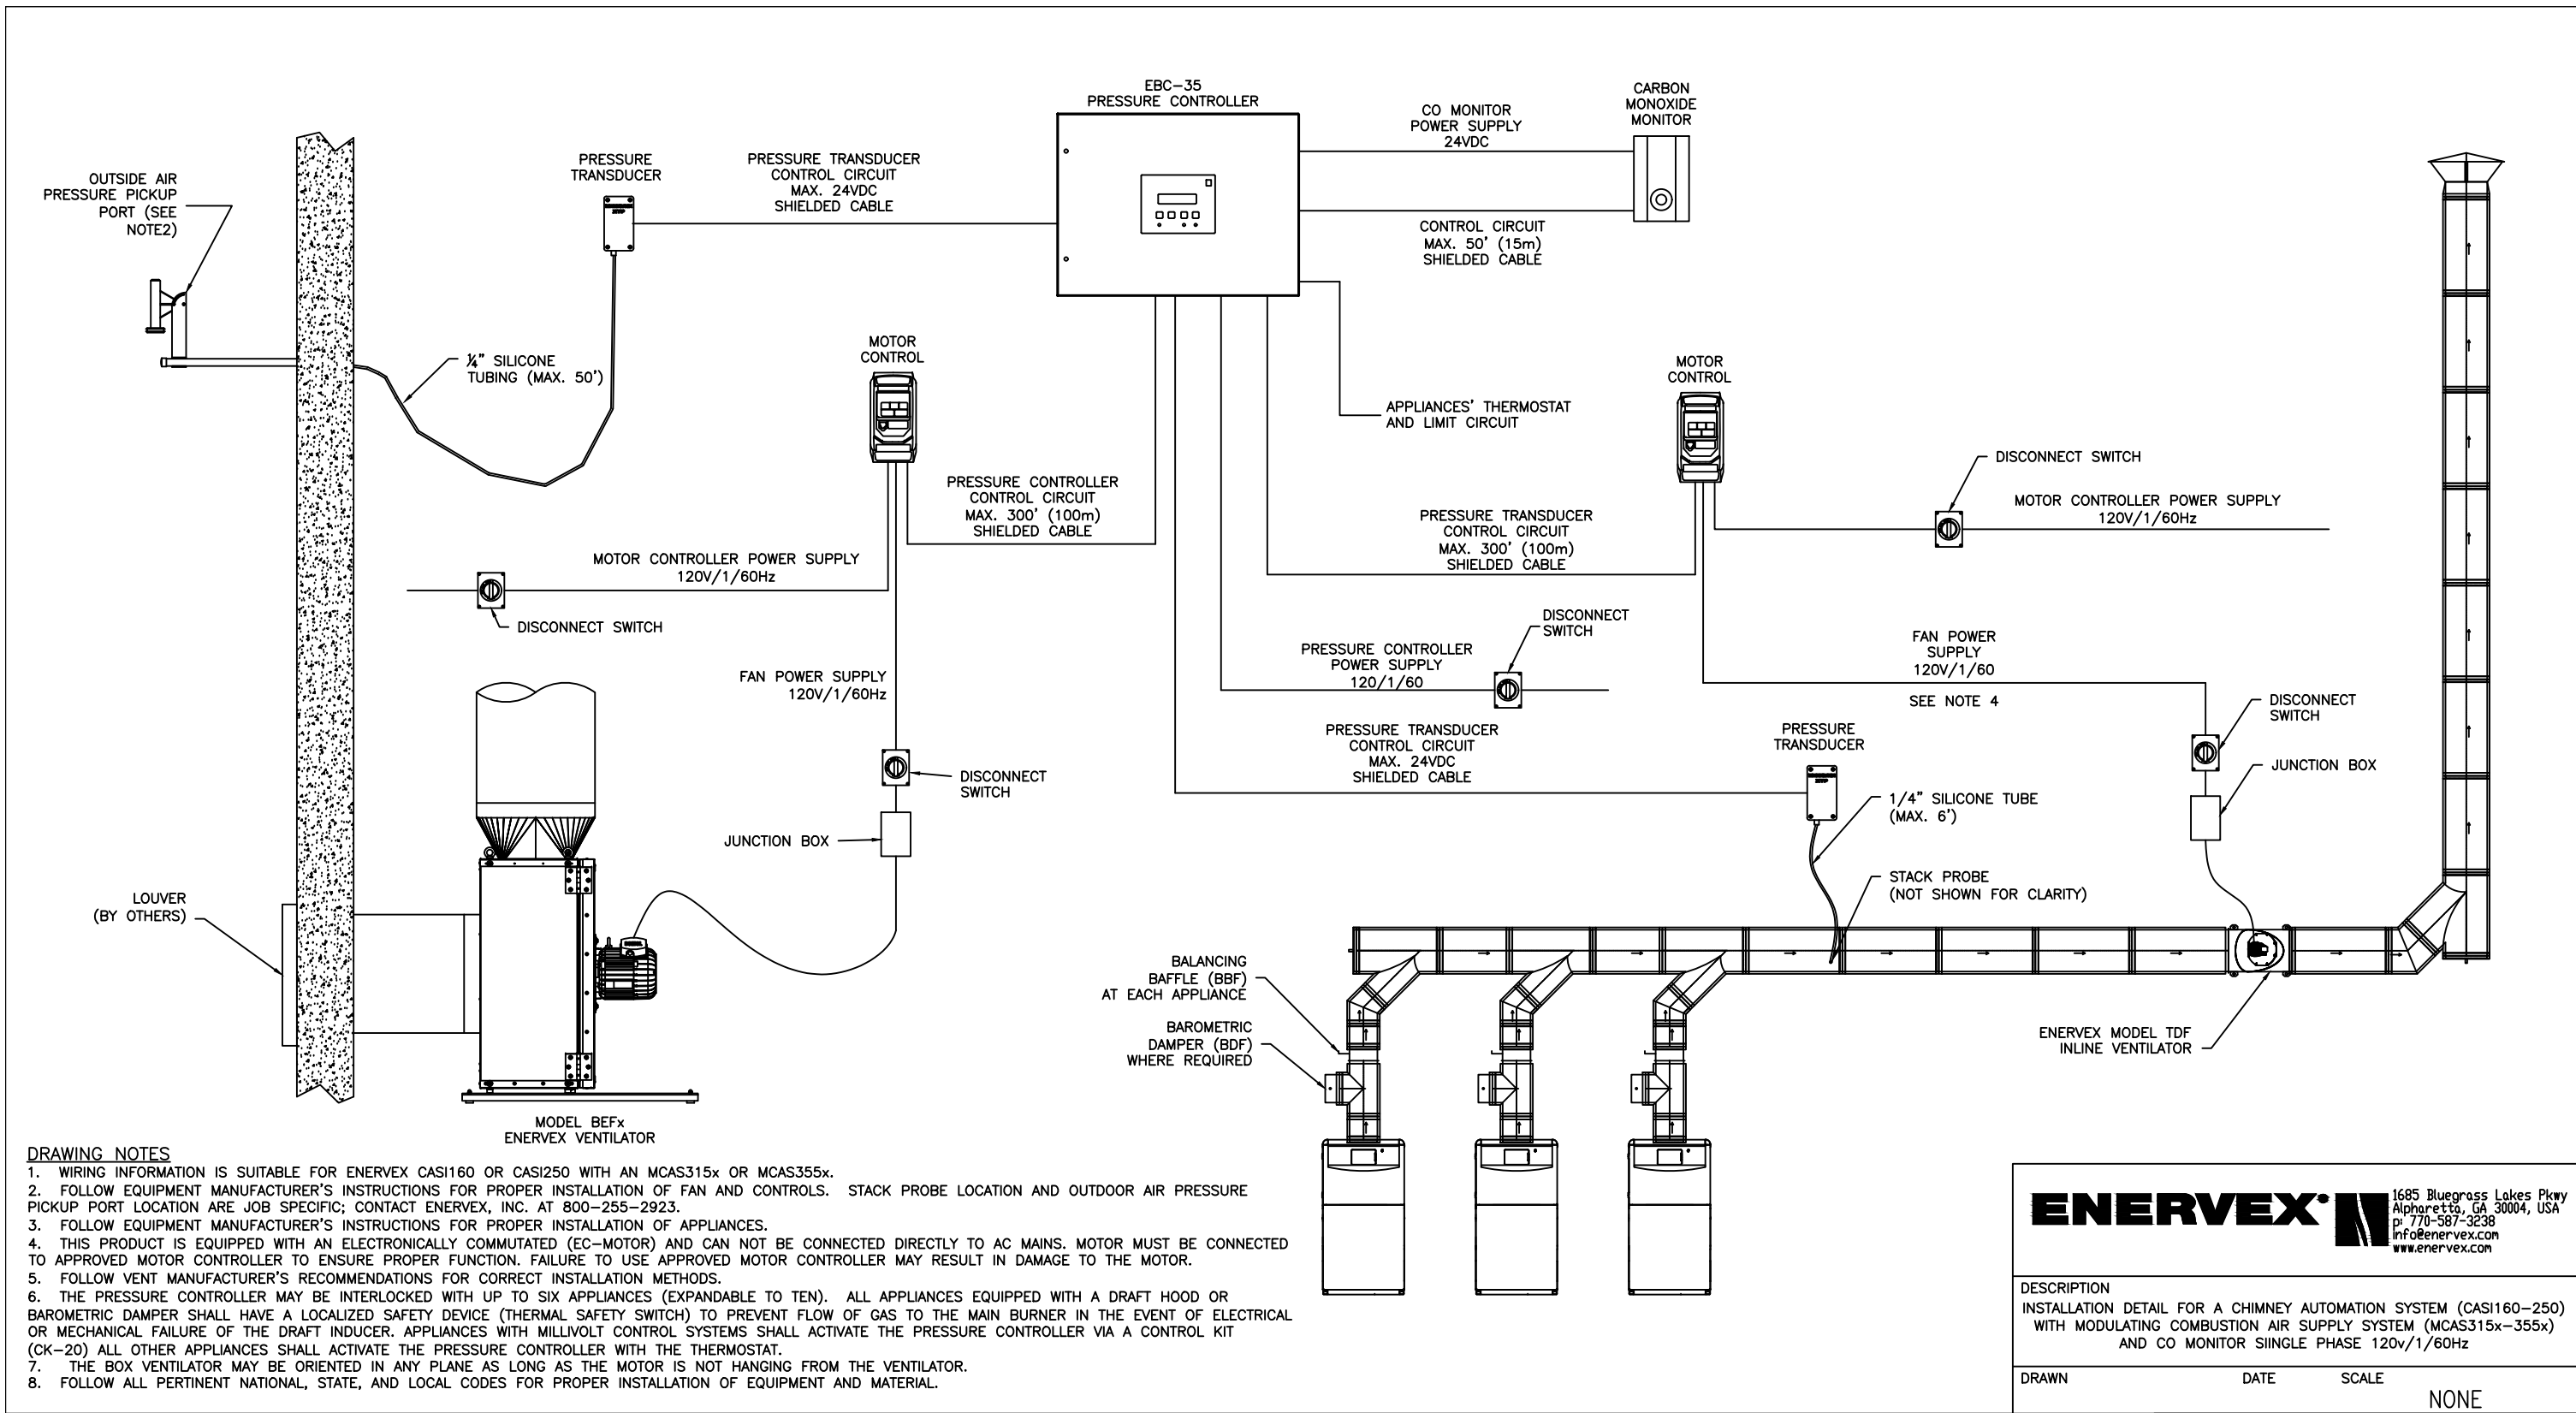 EBC-35
PRESSURE CONTROLLER
CO MONITOR
POWER SUPPLY
24VDC
CARBON
MONOXIDE
MONITOR
OUTSIDE AIR
PRESSURE PICKUP
PORT (SEE
NOTE2)
PRESSURE
TRANSDUCER
PRESSURE TRANSDUCER
CONTROL CIRCUIT
MAX. 24VDC
SHIELDED CABLE
CONTROL CIRCUIT
MAX. 50' (15m)
SHIELDED CABLE
¼" SILICONE
TUBING (MAX. 50')
MOTOR
CONTROL
APPLIANCES' THERMOSTAT
AND LIMIT CIRCUIT
MOTOR
CONTROL
DISCONNECT SWITCH
MOTOR CONTROLLER POWER SUPPLY
120V/1/60Hz
PRESSURE CONTROLLER
CONTROL CIRCUIT
MAX. 300' (100m)
SHIELDED CABLE
PRESSURE TRANSDUCER
CONTROL CIRCUIT
MAX. 300' (100m)
SHIELDED CABLE
MOTOR CONTROLLER POWER SUPPLY
120V/1/60Hz
DISCONNECT SWITCH
DISCONNECT
SWITCH
PRESSURE CONTROLLER
POWER SUPPLY
120/1/60
FAN POWER
SUPPLY
120V/1/60
SEE NOTE 4
FAN POWER SUPPLY
120V/1/60Hz
DISCONNECT
SWITCH
PRESSURE TRANSDUCER
CONTROL CIRCUIT
MAX. 24VDC
SHIELDED CABLE
PRESSURE
TRANSDUCER
JUNCTION BOX
DISCONNECT
SWITCH
1/4" SILICONE TUBE
(MAX. 6')
JUNCTION BOX
STACK PROBE
(NOT SHOWN FOR CLARITY)
LOUVER
(BY OTHERS)
BALANCING
BAFFLE (BBF)
AT EACH APPLIANCE
BAROMETRIC
DAMPER (BDF)
WHERE REQUIRED
ENERVEX MODEL TDF
INLINE VENTILATOR
MODEL BEFx
ENERVEX VENTILATOR
DRAWING NOTES
1. WIRING INFORMATION IS SUITABLE FOR ENERVEX CASI160 OR CASI250 WITH AN MCAS315x OR MCAS355x.
2. FOLLOW EQUIPMENT MANUFACTURER'S INSTRUCTIONS FOR PROPER INSTALLATION OF FAN AND CONTROLS. STACK PROBE LOCATION AND OUTDOOR AIR PRESSURE
PICKUP PORT LOCATION ARE JOB SPECIFIC; CONTACT ENERVEX, INC. AT 800-255-2923.
3. FOLLOW EQUIPMENT MANUFACTURER'S INSTRUCTIONS FOR PROPER INSTALLATION OF APPLIANCES.
4. THIS PRODUCT IS EQUIPPED WITH AN ELECTRONICALLY COMMUTATED (EC-MOTOR) AND CAN NOT BE CONNECTED DIRECTLY TO AC MAINS. MOTOR MUST BE CONNECTED
TO APPROVED MOTOR CONTROLLER TO ENSURE PROPER FUNCTION. FAILURE TO USE APPROVED MOTOR CONTROLLER MAY RESULT IN DAMAGE TO THE MOTOR.
5. FOLLOW VENT MANUFACTURER'S RECOMMENDATIONS FOR CORRECT INSTALLATION METHODS.
6. THE PRESSURE CONTROLLER MAY BE INTERLOCKED WITH UP TO SIX APPLIANCES (EXPANDABLE TO TEN). ALL APPLIANCES EQUIPPED WITH A DRAFT HOOD OR
BAROMETRIC DAMPER SHALL HAVE A LOCALIZED SAFETY DEVICE (THERMAL SAFETY SWITCH) TO PREVENT FLOW OF GAS TO THE MAIN BURNER IN THE EVENT OF ELECTRICAL
OR MECHANICAL FAILURE OF THE DRAFT INDUCER. APPLIANCES WITH MILLIVOLT CONTROL SYSTEMS SHALL ACTIVATE THE PRESSURE CONTROLLER VIA A CONTROL KIT
(CK-20) ALL OTHER APPLIANCES SHALL ACTIVATE THE PRESSURE CONTROLLER WITH THE THERMOSTAT.
7. THE BOX VENTILATOR MAY BE ORIENTED IN ANY PLANE AS LONG AS THE MOTOR IS NOT HANGING FROM THE VENTILATOR.
8. FOLLOW ALL PERTINENT NATIONAL, STATE, AND LOCAL CODES FOR PROPER INSTALLATION OF EQUIPMENT AND MATERIAL.
ENERVEX
1685 Bluegrass Lakes Pkwy
Alpharetta, GA 30004, USA
p: 770-587-3238
info@enervex.com
www.enervex.com
DESCRIPTION
INSTALLATION DETAIL FOR A CHIMNEY AUTOMATION SYSTEM (CASI160-250)
WITH MODULATING COMBUSTION AIR SUPPLY SYSTEM (MCAS315x-355x)
AND CO MONITOR SIINGLE PHASE 120v/1/60Hz
DRAWN DATE SCALE
NONE